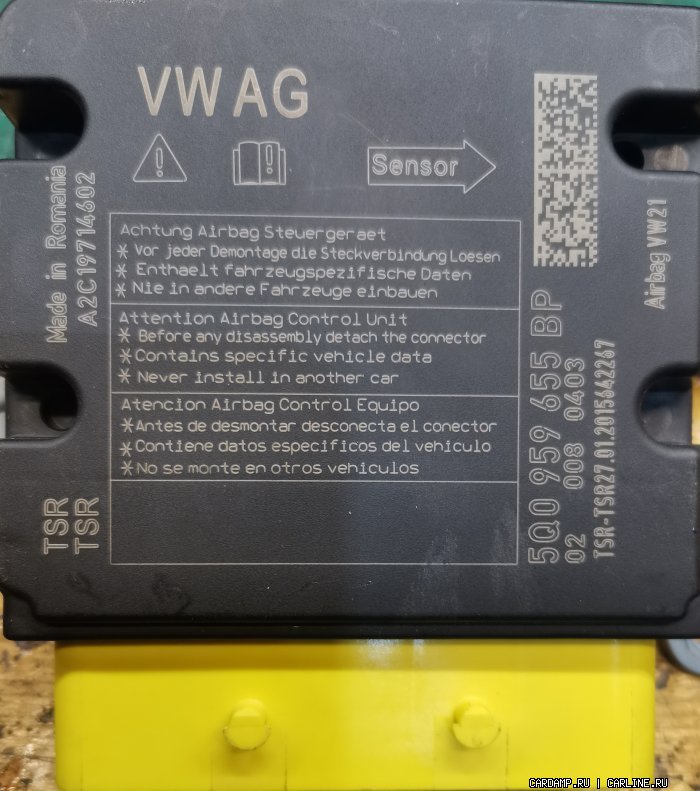 VW AG
Sensor
Achtung Airbag Steuergeraet
* Vor jeder Demontage die Steckverbindung Loesen
* Enthaelt fahrzeugspezifische Daten
* Nie in andere Fahrzeuge einbauen
Attention Airbag Control Unit
* Before any disassembly detach the connector
* Contains specific vehicle data
* Never install in another car
Atencion Airbag Control Equipo
* Antes de desmontar desconecta el conector
* Contiene datos especificos del vehiculo
* No se monte en otros vehiculos
Made in Romania
A2C19714602
TSR
TSR
Airbag VW21
5Q0 959 655 BP
02 008 0403
TSR-TSR27.01.2015642267
CARDAMP.RU | CARLINE.RU